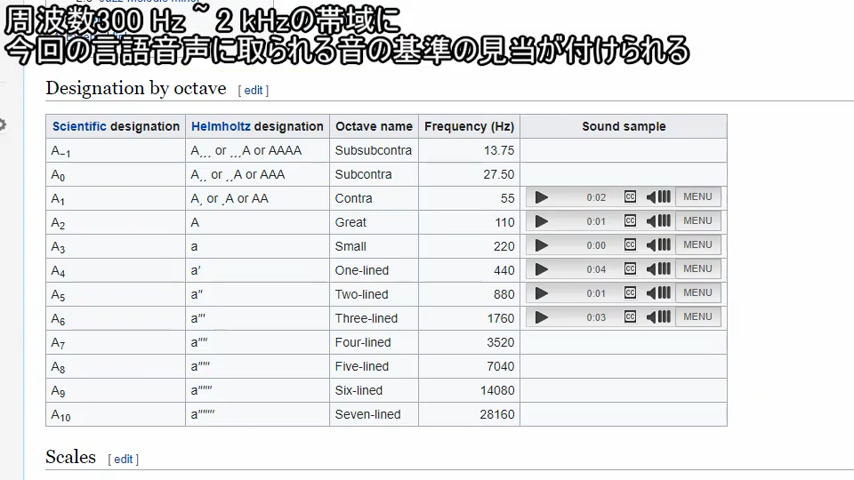 周波数300 Hz ~ 2 kHzの帯域に
今回の言語音声に取られる音の基準の見当が付けられる
Designation by octave [ edit ]
Scientific designation Helmholtz designation Octave name Frequency (Hz) Sound sample
A₋₁ A‚‚‚ or ‚‚‚A or AAAA Subsubcontra 13.75
A₀ A‚‚ or ‚‚A or AAA Subcontra 27.50
A₁ A‚ or ‚A or AA Contra 55 0:02 CC MENU
A₂ A Great 110 0:01 CC MENU
A₃ a Small 220 0:00 CC MENU
A₄ a′ One-lined 440 0:04 CC MENU
A₅ a″ Two-lined 880 0:01 CC MENU
A₆ a‴ Three-lined 1760 0:03 CC MENU
A₇ a⁗ Four-lined 3520
A₈ a′′′′′ Five-lined 7040
A₉ a′′′′′′ Six-lined 14080
A₁₀ a′′′′′′′ Seven-lined 28160
Scales [ edit ]